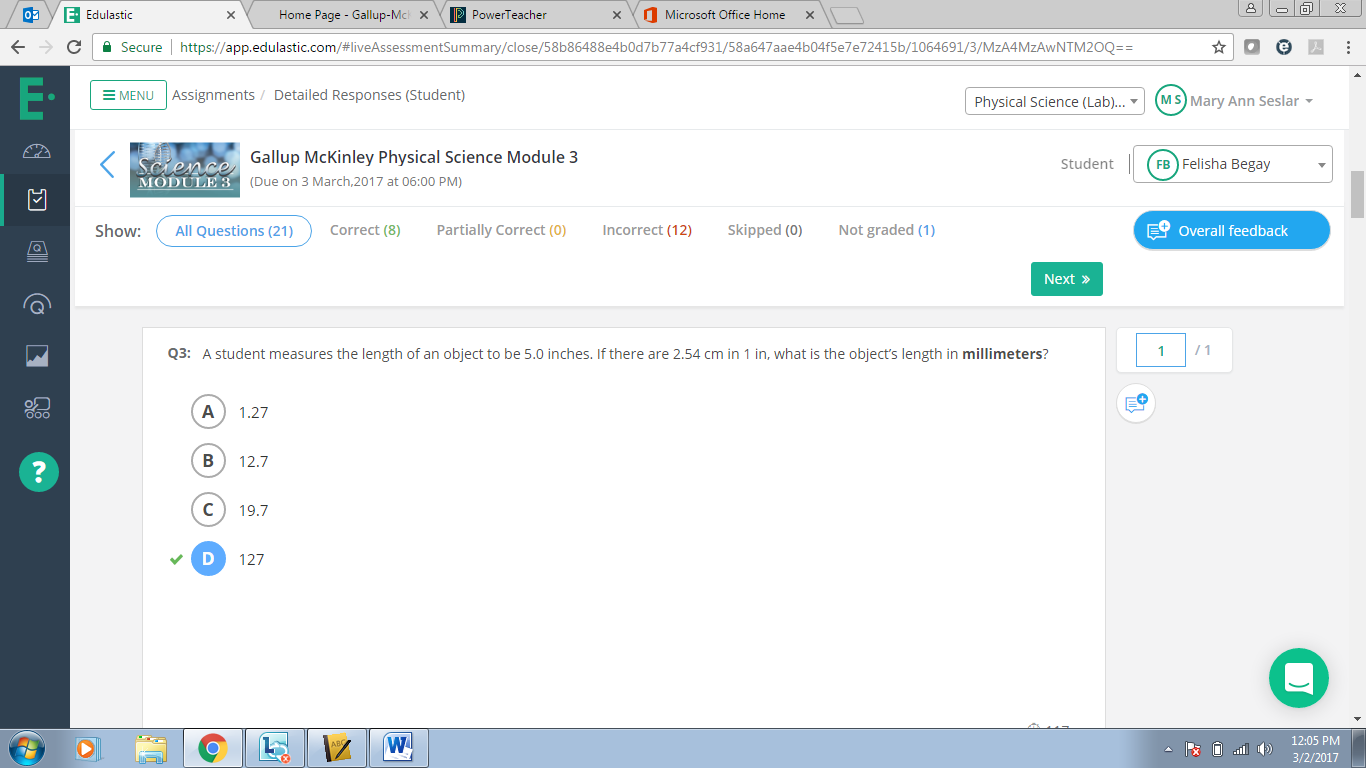 Edulastic
Home Page - Gallup-McK
PowerTeacher
Microsoft Office Home
Secure
https://app.edulastic.com/#liveAssessmentSummary/close/58b86488e4b0d7b77a4cf931/58a647aae4b04f5e7e72415b/1064691/3/MzA4MzAwNTM2OQ==
E
MENU
Assignments / Detailed Responses (Student)
Physical Science (Lab)...
MS Mary Ann Seslar
Science
MODULE 3
Gallup McKinley Physical Science Module 3
(Due on 3 March,2017 at 06:00 PM)
Student
FB Felisha Begay
Show:
All Questions (21)
Correct (8)
Partially Correct (0)
Incorrect (12)
Skipped (0)
Not graded (1)
Overall feedback
Next »
Q3: A student measures the length of an object to be 5.0 inches. If there are 2.54 cm in 1 in, what is the object's length in millimeters?
1 / 1
A 1.27
B 12.7
C 19.7
D 127
?
12:05 PM
3/2/2017